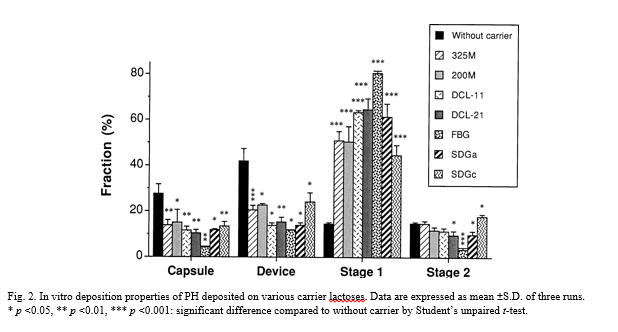 Without carrier
325M
200M
DCL-11
DCL-21
FBG
SDGa
SDGc
Fraction (%)
80
60
40
20
0
** * ** ** *** * **
**** * * ** * * *
*** *** *** *** *** *** ***
* *** * *
Capsule Device Stage 1 Stage 2
Fig. 2. In vitro deposition properties of PH deposited on various carrier lactoses. Data are expressed as mean ±S.D. of three runs.
* p <0.05, ** p <0.01, *** p <0.001: significant difference compared to without carrier by Student’s unpaired t-test.